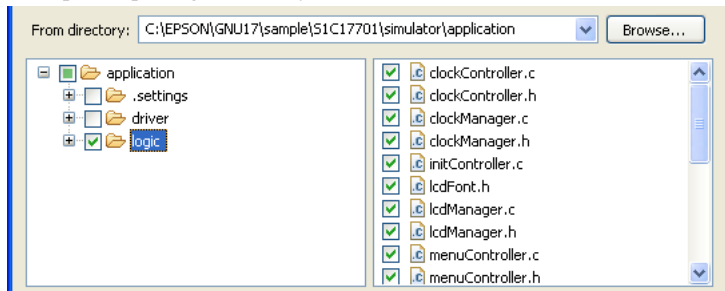 From directory: C:\EPSON\GNU17\sample\S1C17701\simulator\application Browse...
application
.settings
driver
logic
clockController.c
clockController.h
clockManager.c
clockManager.h
initController.c
lcdFont.h
lcdManager.c
lcdManager.h
menuController.c
menuController.h